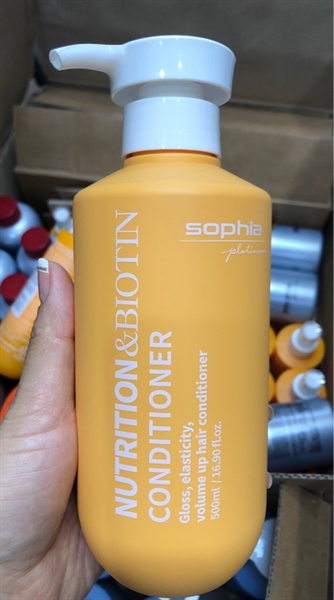 sophia
platinum
NUTRITION&BIOTIN
CONDITIONER
Gloss, elasticity,
volume up hair conditioner
500ml / 16.90 fl.oz.